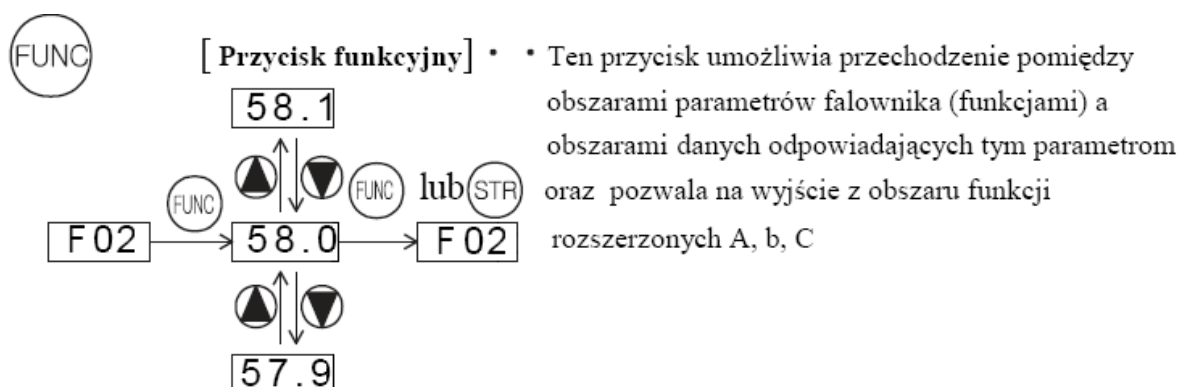 FUNC
[ Przycisk funkcyjny] • • Ten przycisk umożliwia przechodzenie pomiędzy
obszarami parametrów falownika (funkcjami) a
obszarami danych odpowiadających tym parametrom
oraz pozwala na wyjście z obszaru funkcji
rozszerzonych A, b, C
58.1
FUNC
FUNC lub STR
F02 58.0 F02
57.9